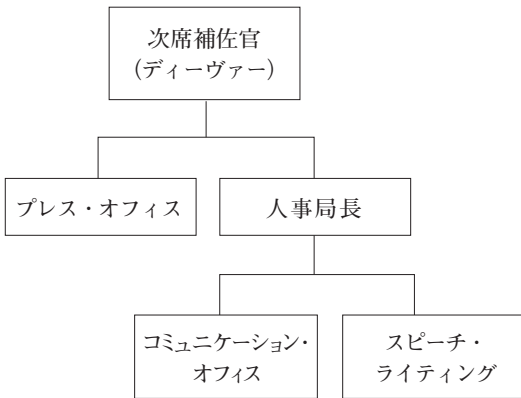 次席補佐官
(ディーヴァー)
プレス・オフィス
人事局長
コミュニケーション・
オフィス
スピーチ・
ライティング